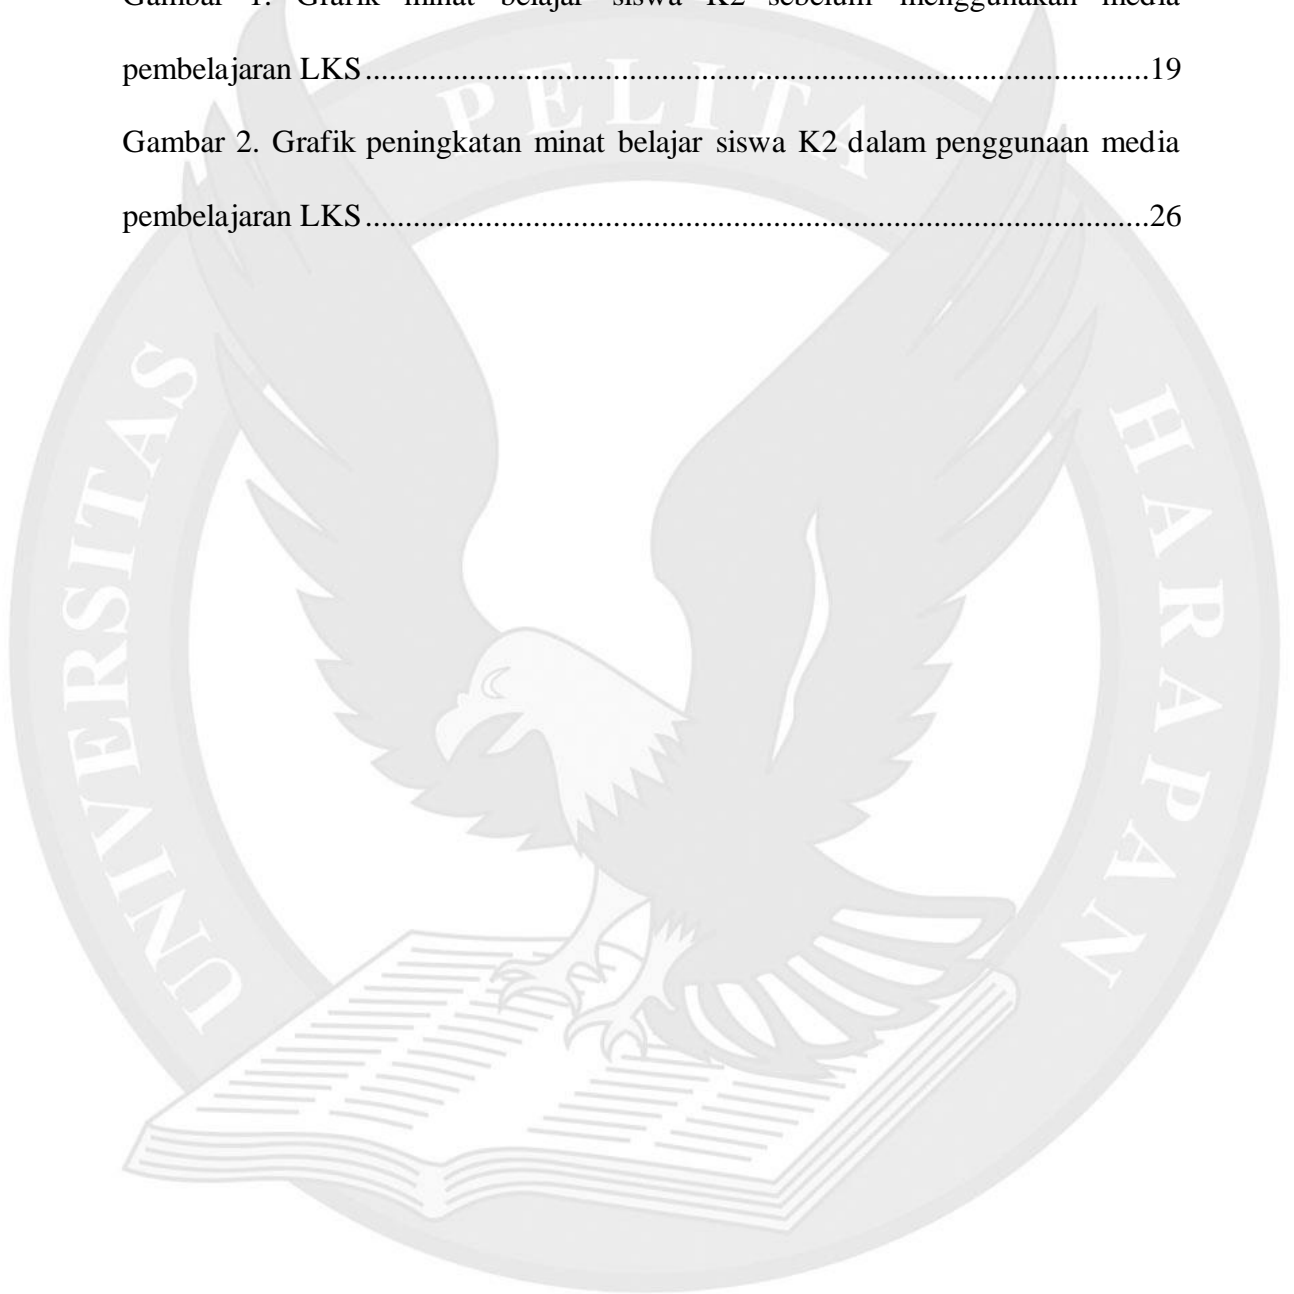 Gambar 1. Grafik minat belajar siswa K2 sebelum menggunakan media
pembelajaran LKS....................................................................................................19
Gambar 2. Grafik peningkatan minat belajar siswa K2 dalam penggunaan media
pembelajaran LKS....................................................................................................26
UNIVERSITAS
PELITA
HARAPAN